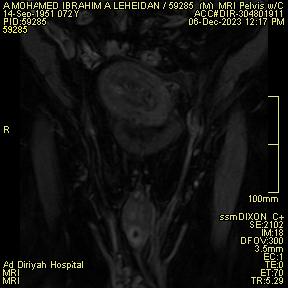 A MOHAMED IBRAHIM A LEHEIDAN / 59285 (M) MRI Pelvis w/C
14-Sep-1951 072Y
ACC#DIR-304801911
PID:59285
06-Dec-2023 12:17 PM
59285
R
100mm
ssmDIXON C+
SE:2102
IM:18
DFOV:300
3.5mm
EC:1
TE:0
ET:70
TR:5.29
Ad Diriyah Hospital
MRI
MRI